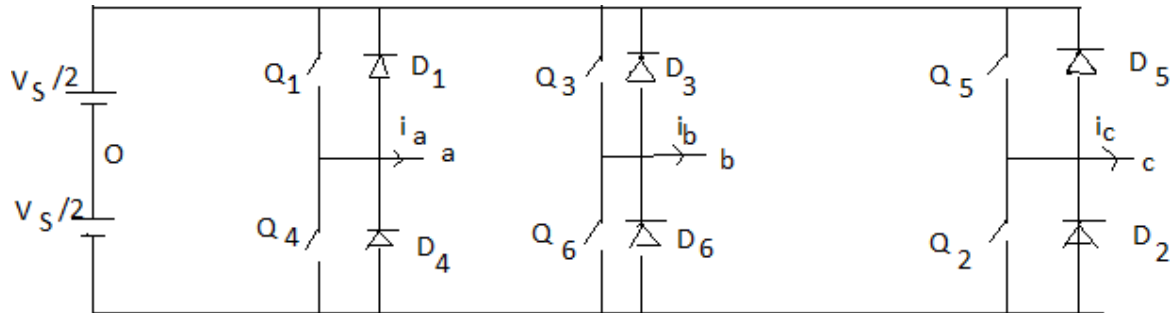 V_S/2
O
V_S/2
Q_1
D_1
i_a
a
Q_4
D_4
Q_3
D_3
i_b
b
Q_6
D_6
Q_5
D_5
i_c
c
Q_2
D_2